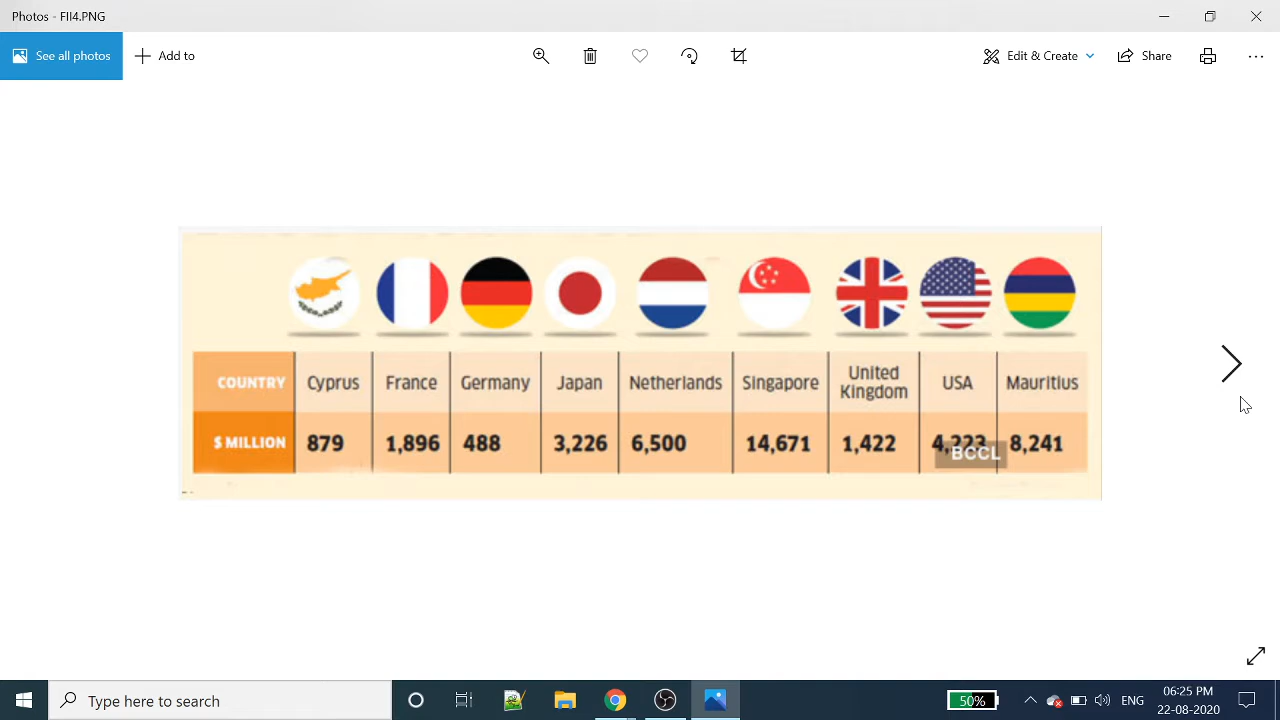 Photos - FII4.PNG
See all photos
Add to
Edit & Create
Share
COUNTRY Cyprus France Germany Japan Netherlands Singapore United Kingdom USA Mauritius
$ MILLION 879 1,896 488 3,226 6,500 14,671 1,422 4,223 8,241
BCCL
Type here to search
50%
ENG
06:25 PM
22-08-2020